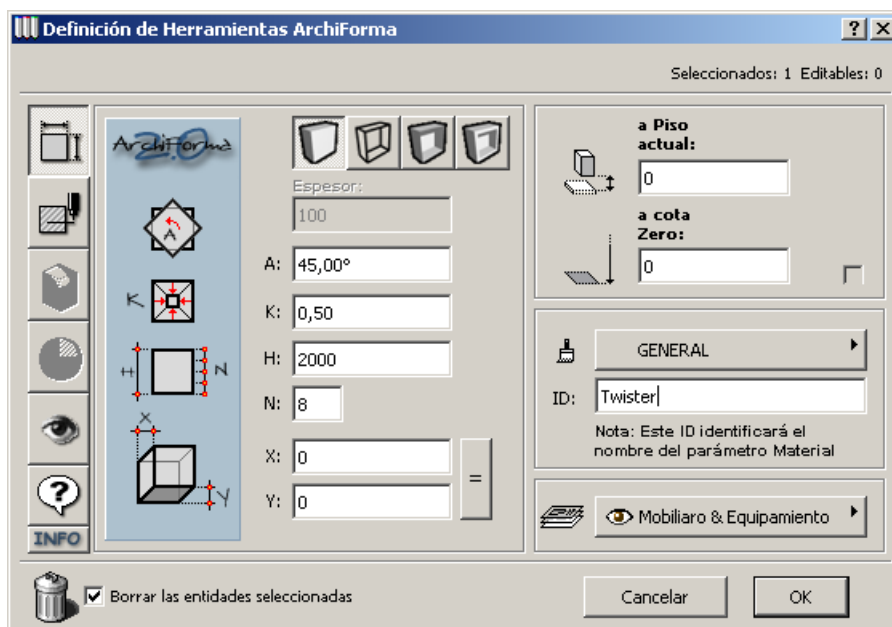 Definición de Herramientas ArchiForma
Seleccionados: 1 Editables: 0
ArchiForma
2.0
Espesor:
100
A: 45,00°
K: 0,50
H: 2000
N: 8
X: 0
Y: 0
=
A
K
H N
X
Y
a Piso
actual:
0
a cota
Zero:
0
GENERAL
ID: Twister
Nota: Este ID identificará el
nombre del parámetro Material
Mobiliaro & Equipamiento
INFO
Borrar las entidades seleccionadas
Cancelar
OK